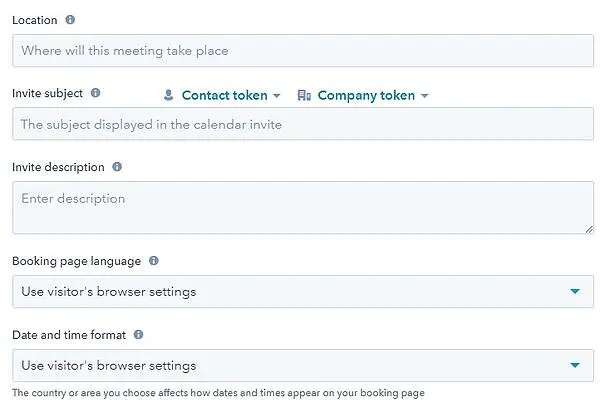 Location
Where will this meeting take place
Invite subject Contact token Company token
The subject displayed in the calendar invite
Invite description
Enter description
Booking page language
Use visitor's browser settings
Date and time format
Use visitor's browser settings
The country or area you choose affects how dates and times appear on your booking page